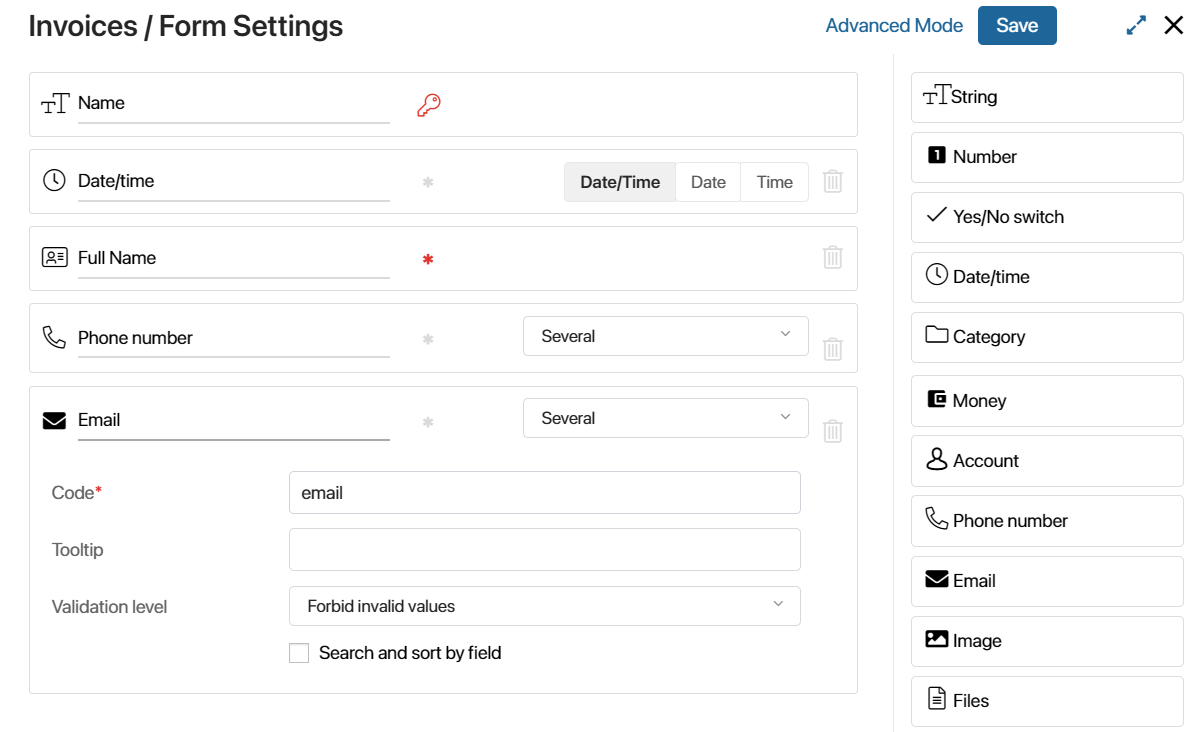 Invoices / Form Settings
Advanced Mode
Save
Name
Date/time
*
Date/Time
Date
Time
Full Name
*
Phone number
*
Several
Email
*
Several
Code*
email
Tooltip
Validation level
Forbid invalid values
Search and sort by field
String
1 Number
Yes/No switch
Date/time
Category
Money
Account
Phone number
Email
Image
Files